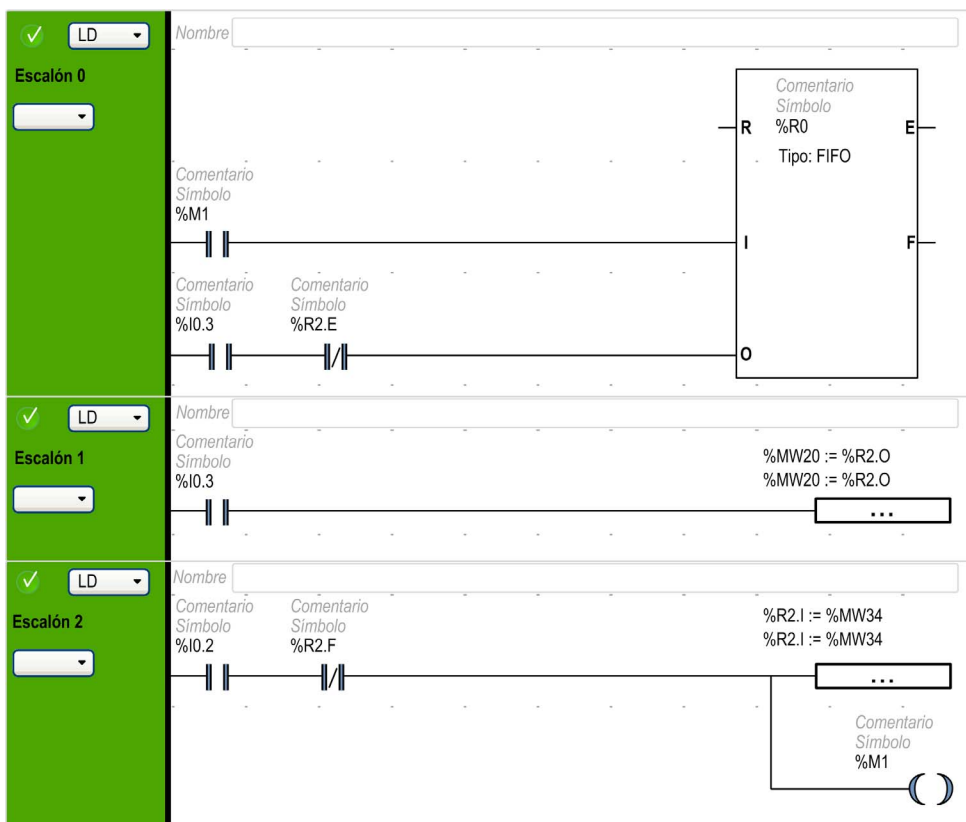 LD
Nombre
Escalón 0
Comentario
Símbolo
R %R0 E
Tipo: FIFO
Comentario
Símbolo
%M1
I F
Comentario Comentario
Símbolo Símbolo
%I0.3 %R2.E
O
LD
Nombre
Escalón 1
Comentario
Símbolo
%I0.3
%MW20 := %R2.O
%MW20 := %R2.O
...
LD
Nombre
Escalón 2
Comentario Comentario
Símbolo Símbolo
%I0.2 %R2.F
%R2.I := %MW34
%R2.I := %MW34
...
Comentario
Símbolo
%M1